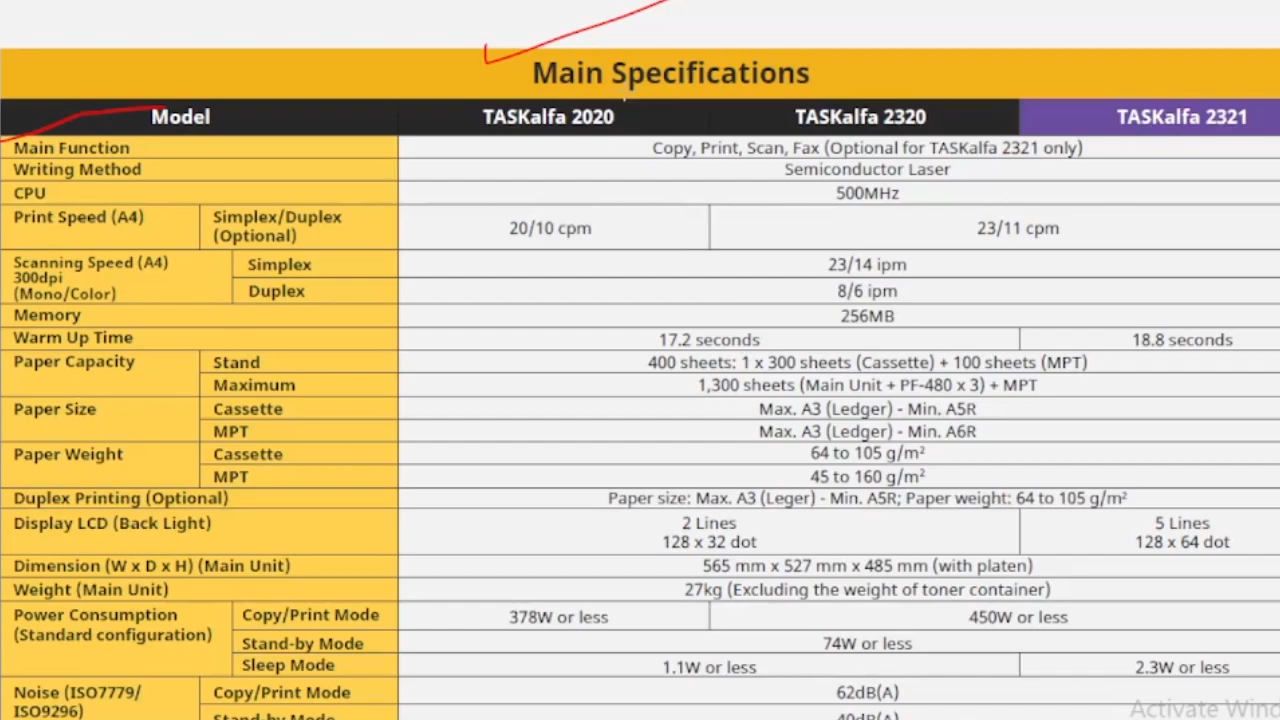 Main Specifications
Model TASKalfa 2020 TASKalfa 2320 TASKalfa 2321
Main Function Copy, Print, Scan, Fax (Optional for TASKalfa 2321 only)
Writing Method Semiconductor Laser
CPU 500MHz
Print Speed (A4) Simplex/Duplex
(Optional) 20/10 cpm 23/11 cpm
Scanning Speed (A4)
300dpi
(Mono/Color) Simplex 23/14 ipm
Duplex 8/6 ipm
Memory 256MB
Warm Up Time 17.2 seconds 18.8 seconds
Paper Capacity Stand 400 sheets: 1 x 300 sheets (Cassette) + 100 sheets (MPT)
Maximum 1,300 sheets (Main Unit + PF-480 x 3) + MPT
Paper Size Cassette Max. A3 (Ledger) - Min. A5R
MPT Max. A3 (Ledger) - Min. A6R
Paper Weight Cassette 64 to 105 g/m²
MPT 45 to 160 g/m²
Duplex Printing (Optional) Paper size: Max. A3 (Leger) - Min. A5R; Paper weight: 64 to 105 g/m²
Display LCD (Back Light) 2 Lines 5 Lines
128 x 32 dot 128 x 64 dot
Dimension (W x D x H) (Main Unit) 565 mm x 527 mm x 485 mm (with platen)
Weight (Main Unit) 27kg (Excluding the weight of toner container)
Power Consumption
(Standard configuration) Copy/Print Mode 378W or less 450W or less
Stand-by Mode 74W or less
Sleep Mode 1.1W or less 2.3W or less
Noise (ISO7779/
ISO9296) Copy/Print Mode 62dB(A)
Stand-by Mode 40dB(A)
Activate Wind